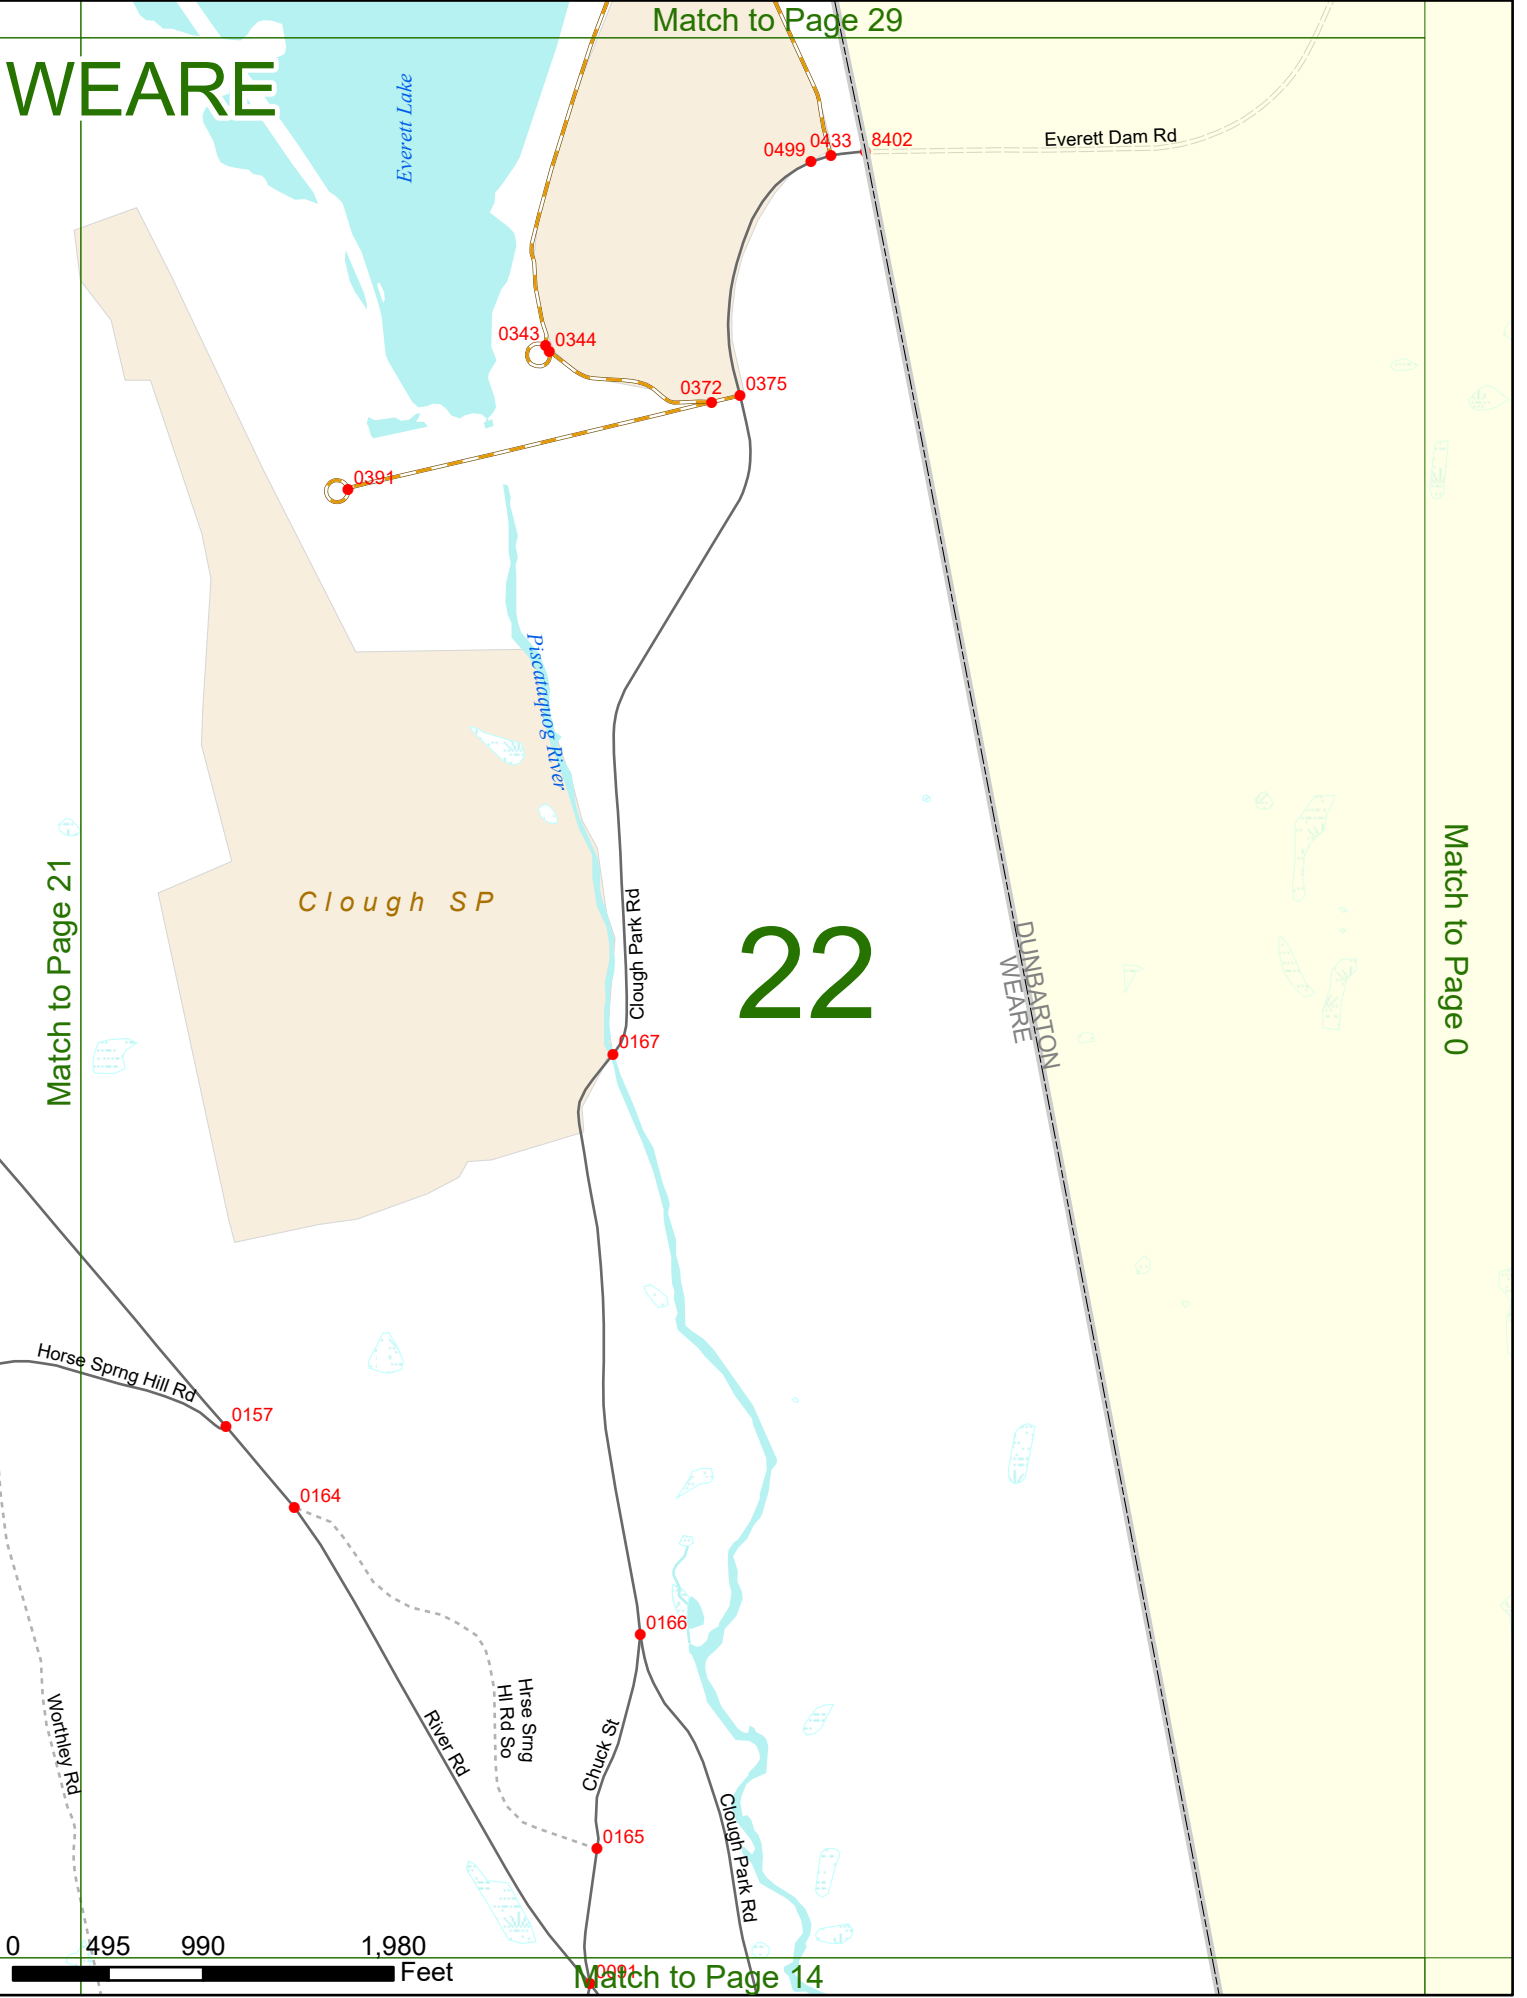 Match to Page 29
WEARE
Everett Lake
0499
0433
8402
Everett Dam Rd
0343
0344
0372
0375
0391
Piscataquog River
Match to Page 21
Clough SP
Clough Park Rd
22
DUNBARTON
WEARE
Match to Page 0
0167
Horse Sprng Hill Rd
0157
0164
0166
Worthley Rd
River Rd
Hrse Srng
Hl Rd So
Chuck St
Clough Park Rd
0165
0 495 990 1,980
Feet
0091
Match to Page 14